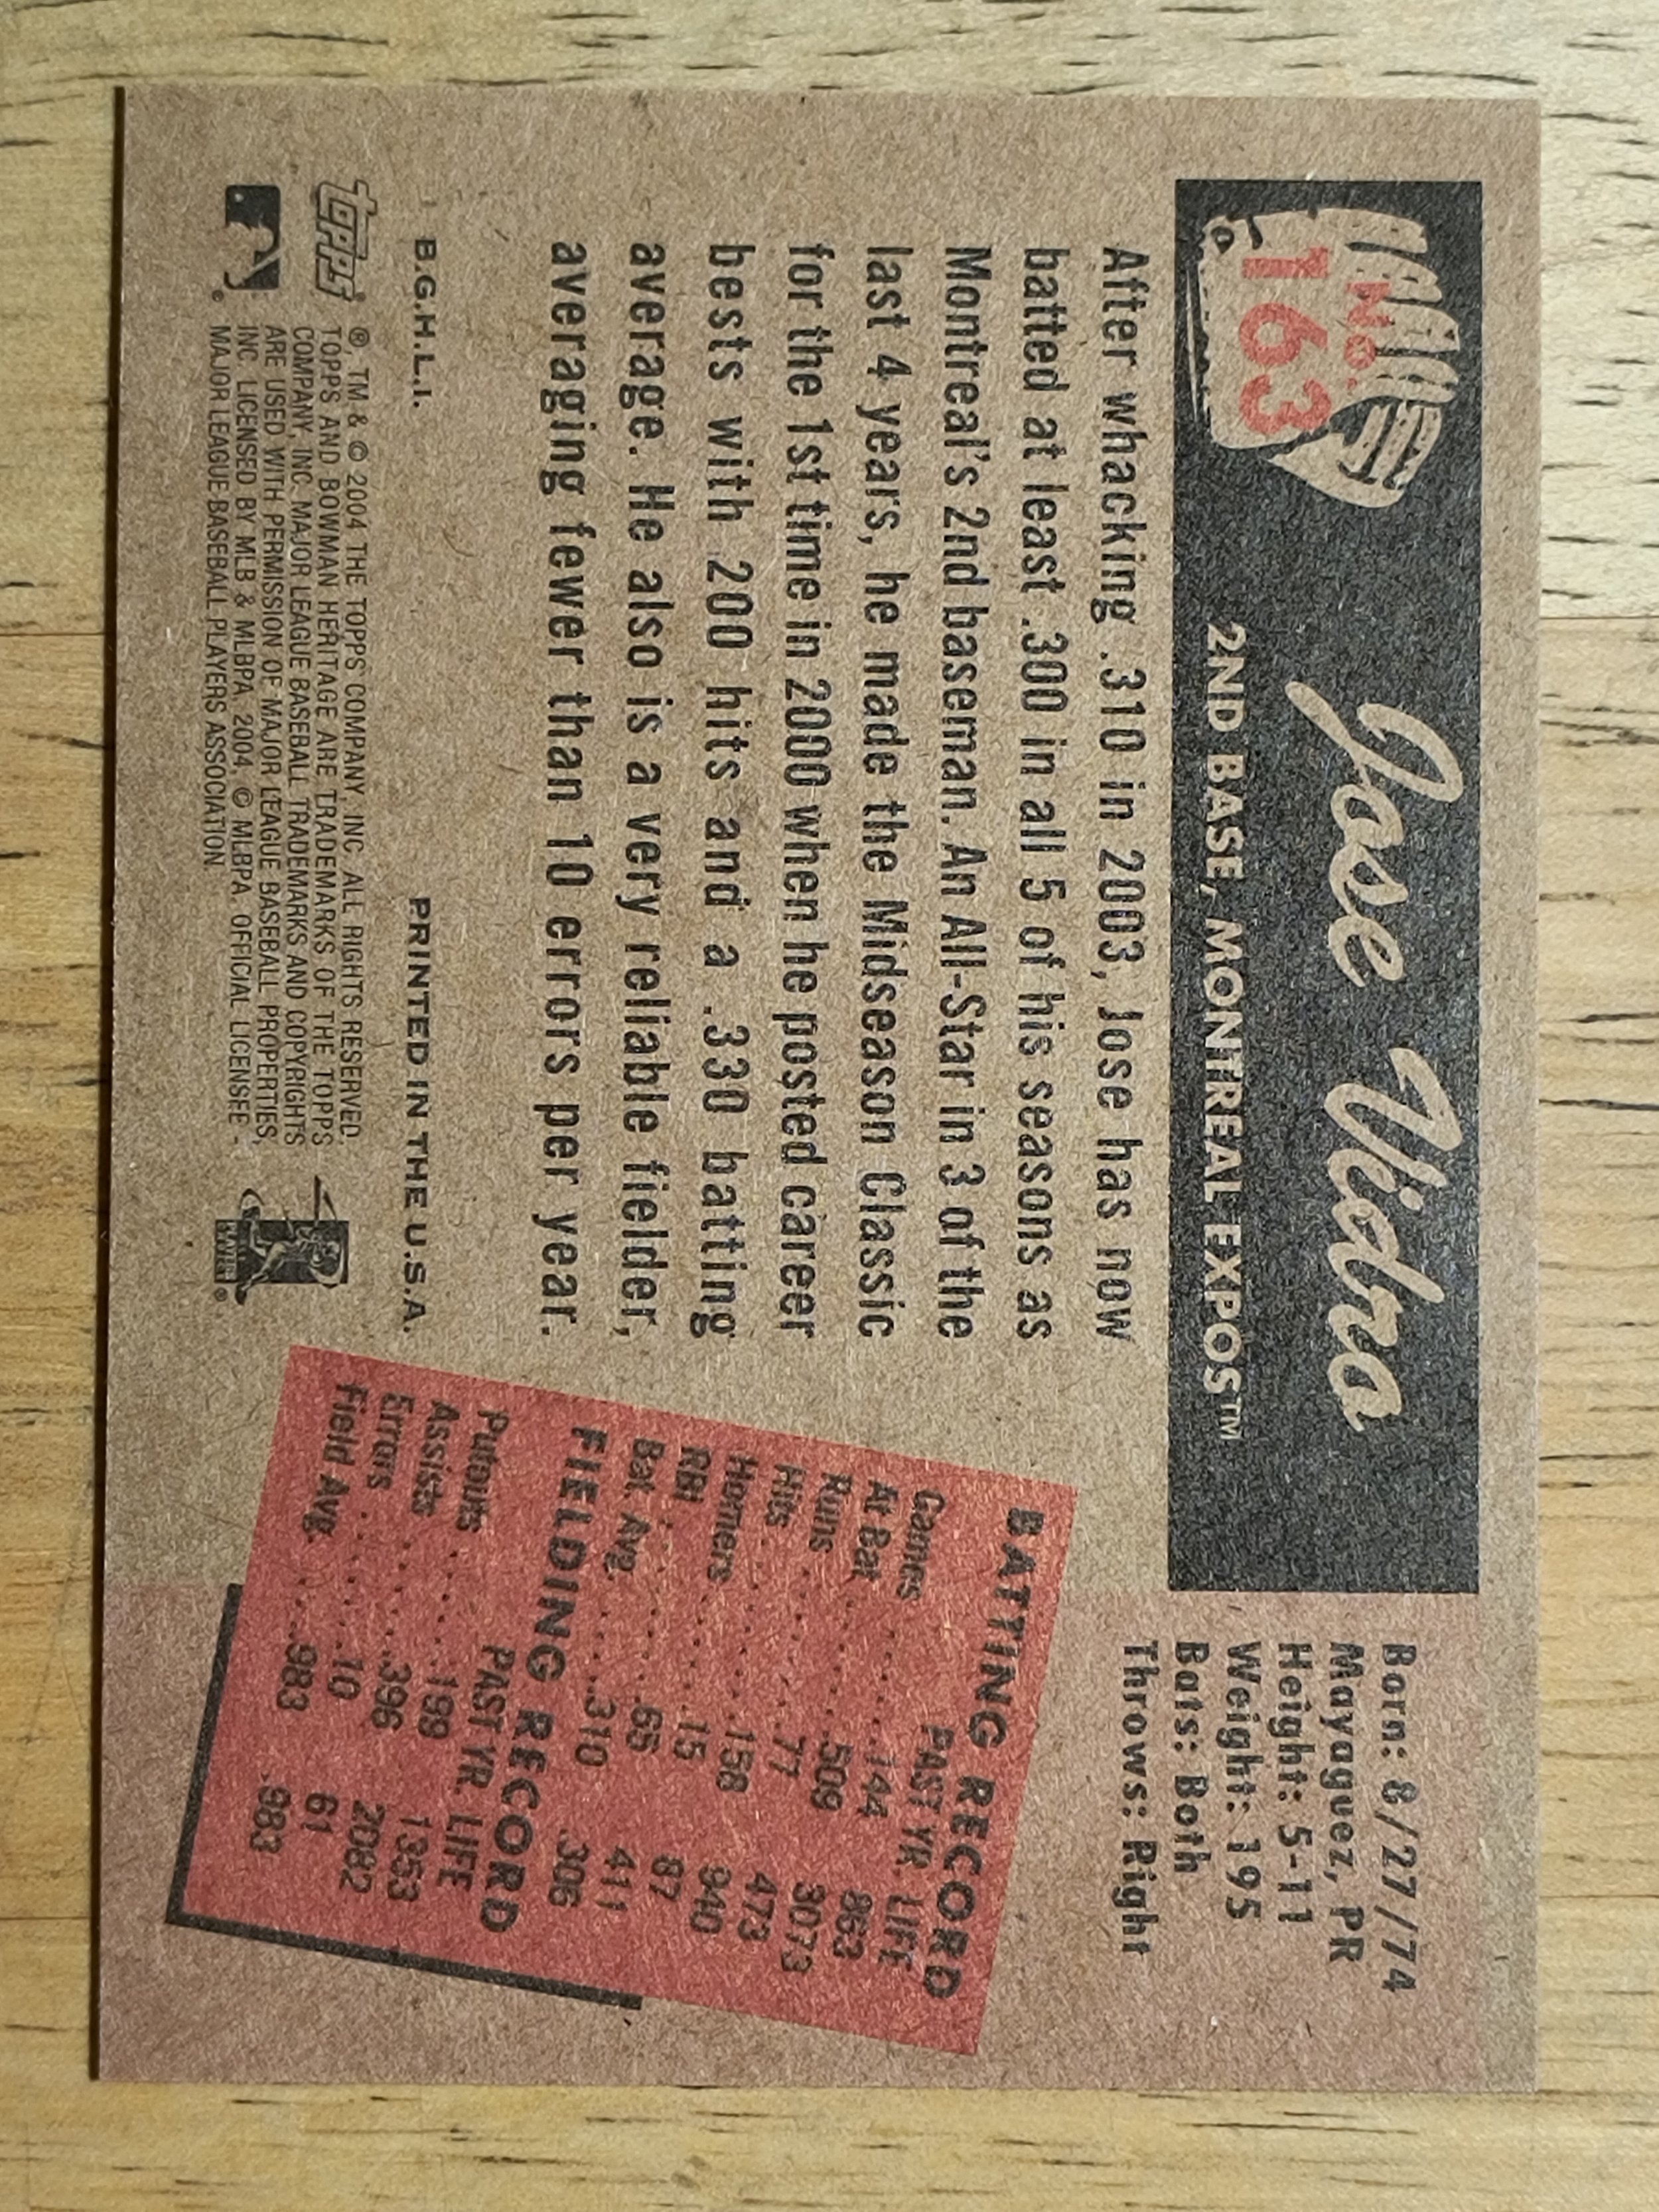 No.
163
Jose Vidro
2ND BASE, MONTREAL EXPOS™
Born: 8/27/74
Mayaguez, PR
Height: 5-11
Weight: 195
Bats: Both
Throws: Right
After whacking .310 in 2003, Jose has now
batted at least .300 in all 5 of his seasons as
Montreal's 2nd baseman. An All-Star in 3 of the
last 4 years, he made the Midseason Classic
for the 1st time in 2000 when he posted career
bests with 200 hits and a .330 batting
average. He also is a very reliable fielder,
averaging fewer than 10 errors per year.
BATTING RECORD
PAST YR. LIFE
Games ........144 863
At Bat ........509 3073
Runs ........77 473
Hits ........158 940
Homers ........15 87
RBI ........65 411
Bat. Avg. ....310 .306
FIELDING RECORD
PAST YR. LIFE
Putouts ......199 1353
Assists ......396 2082
Errors ......10 61
Field Avg. ...983 .983
B.G.H.L.I. PRINTED IN THE U.S.A.
topps®
®, TM & © 2004 THE TOPPS COMPANY, INC. ALL RIGHTS RESERVED.
TOPPS AND BOWMAN HERITAGE ARE TRADEMARKS OF THE TOPPS
COMPANY, INC. MAJOR LEAGUE BASEBALL TRADEMARKS AND COPYRIGHTS
ARE USED WITH PERMISSION OF MAJOR LEAGUE BASEBALL PROPERTIES,
INC. LICENSED BY MLB & MLBPA, 2004, © MLBPA. OFFICIAL LICENSEE -
MAJOR LEAGUE BASEBALL PLAYERS ASSOCIATION.